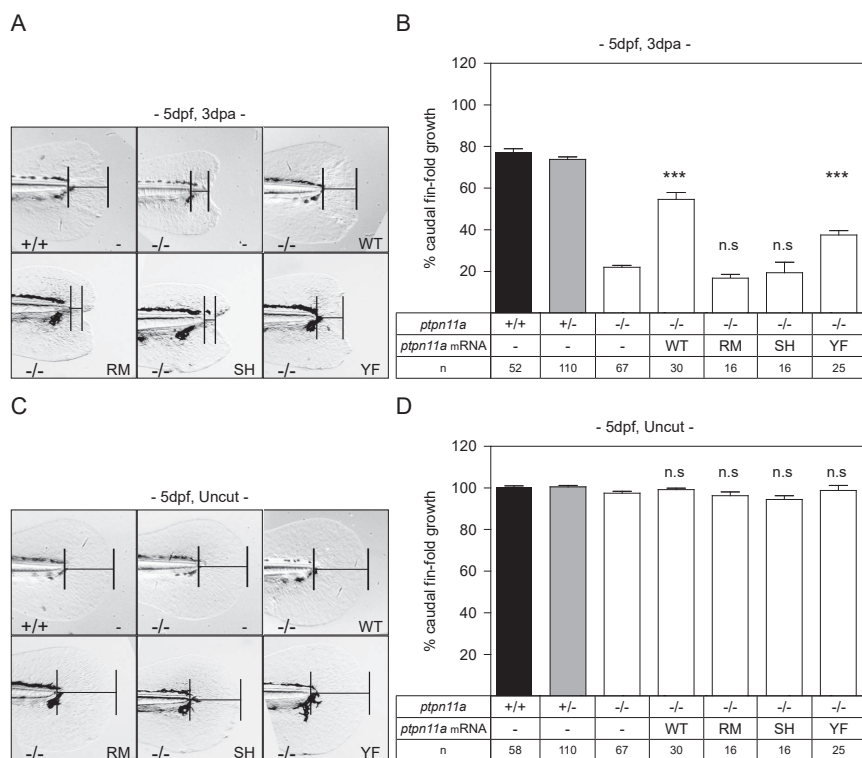 A
- 5dpf, 3dpa -
+/+ -
-/- -
-/- WT
-/- RM
-/- SH
-/- YF
B
- 5dpf, 3dpa -
% caudal fin-fold growth
120
100
80
60
40
20
*** n.s n.s ***
ptpn11a +/+ +/- -/- -/- -/- -/- -/-
ptpn11a mRNA - - - WT RM SH YF
n 52 110 67 30 16 16 25
C
- 5dpf, Uncut -
+/+ -
-/- -
-/- WT
-/- RM
-/- SH
-/- YF
D
- 5dpf, Uncut -
% caudal fin-fold growth
120
100
80
60
40
20
n.s n.s n.s n.s
ptpn11a +/+ +/- -/- -/- -/- -/- -/-
ptpn11a mRNA - - - WT RM SH YF
n 58 110 67 30 16 16 25